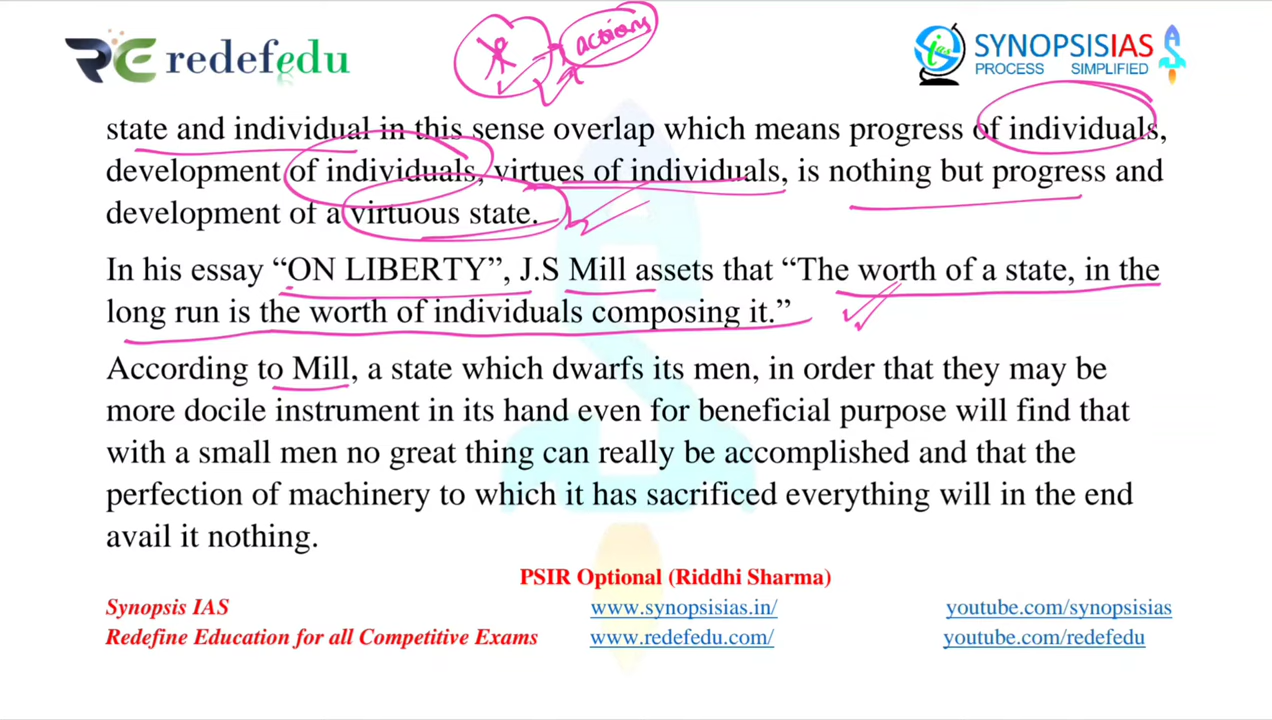 redefedu
actions
SYNOPSISIAS
PROCESS SIMPLIFIED
state and individual in this sense overlap which means progress of individuals,
development of individuals, virtues of individuals, is nothing but progress and
development of a virtuous state.
In his essay “ON LIBERTY”, J.S Mill assets that “The worth of a state, in the
long run is the worth of individuals composing it.”
According to Mill, a state which dwarfs its men, in order that they may be
more docile instrument in its hand even for beneficial purpose will find that
with a small men no great thing can really be accomplished and that the
perfection of machinery to which it has sacrificed everything will in the end
avail it nothing.
PSIR Optional (Riddhi Sharma)
Synopsis IAS www.synopsisias.in/ youtube.com/synopsisias
Redefine Education for all Competitive Exams www.redefedu.com/ youtube.com/redefedu